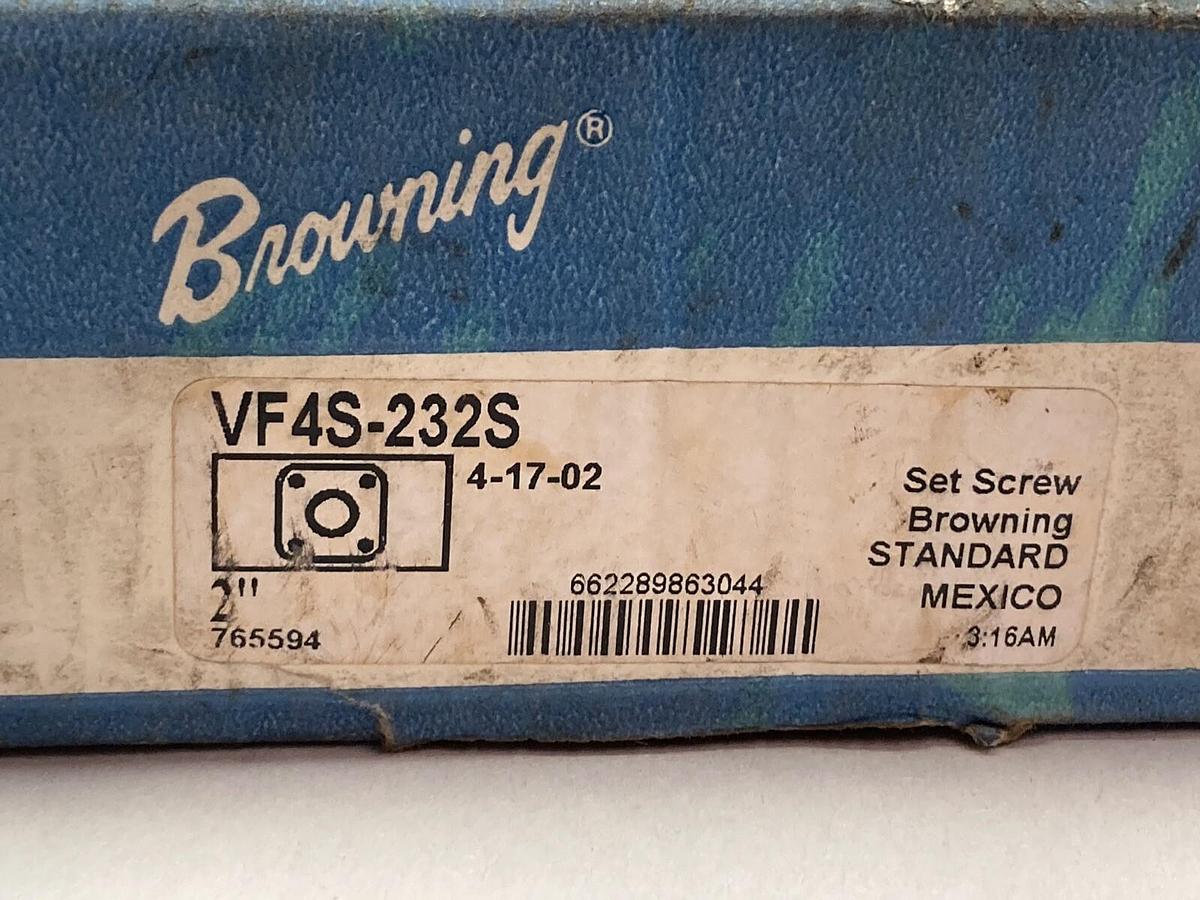 Browning®
VF4S-232S
4-17-02
2"
765594
662289863044
Set Screw
Browning
STANDARD
MEXICO
3:16AM